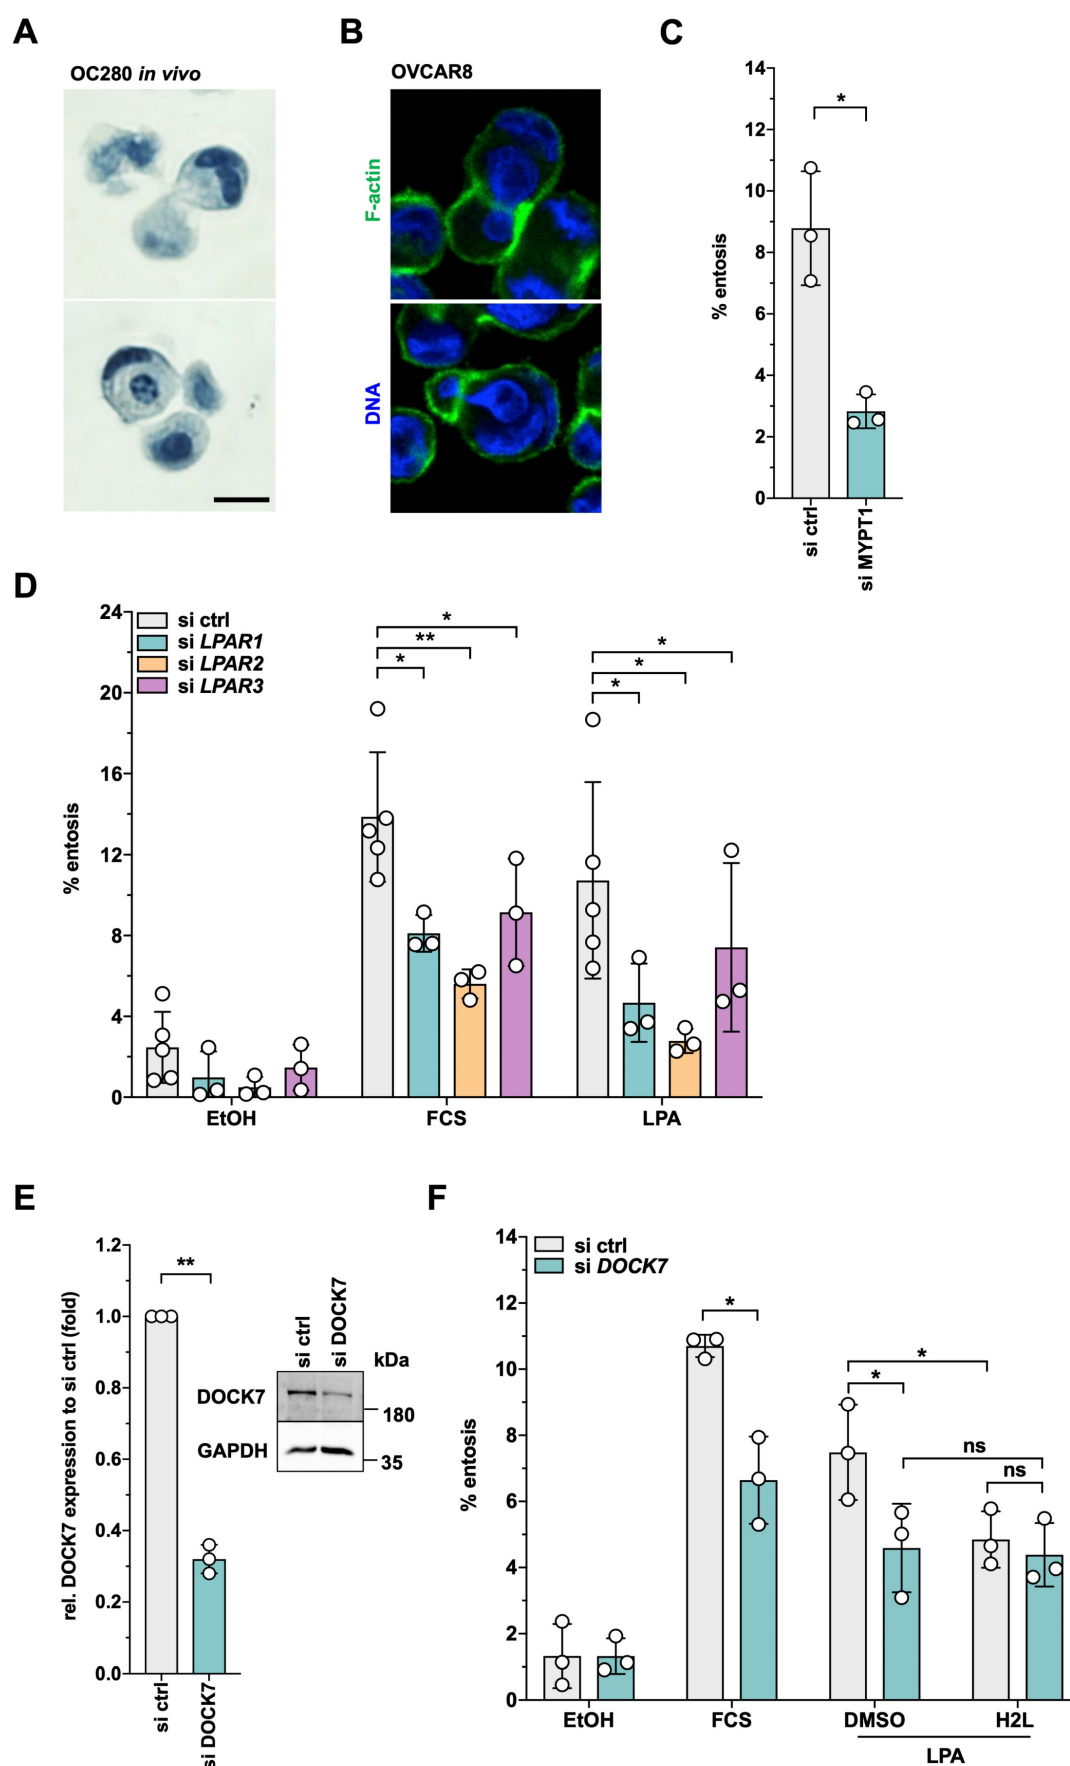 A
B
C
OC280 in vivo
OVCAR8
F-actin
DNA
% entosis
14
12
10
8
6
4
2
0
*
si ctrl
si MYPT1
D
% entosis
24
20
16
12
8
4
0
si ctrl
si LPAR1
si LPAR2
si LPAR3
*
**
*
*
*
*
EtOH
FCS
LPA
E
rel. DOCK7 expression to si ctrl (fold)
1.2
1.0
0.8
0.6
0.4
0.2
0.0
**
si ctrl
si DOCK7
si ctrl
si DOCK7
kDa
DOCK7
180
GAPDH
35
F
% entosis
14
12
10
8
6
4
2
0
si ctrl
si DOCK7
*
*
*
ns
ns
EtOH
FCS
DMSO
H2L
LPA